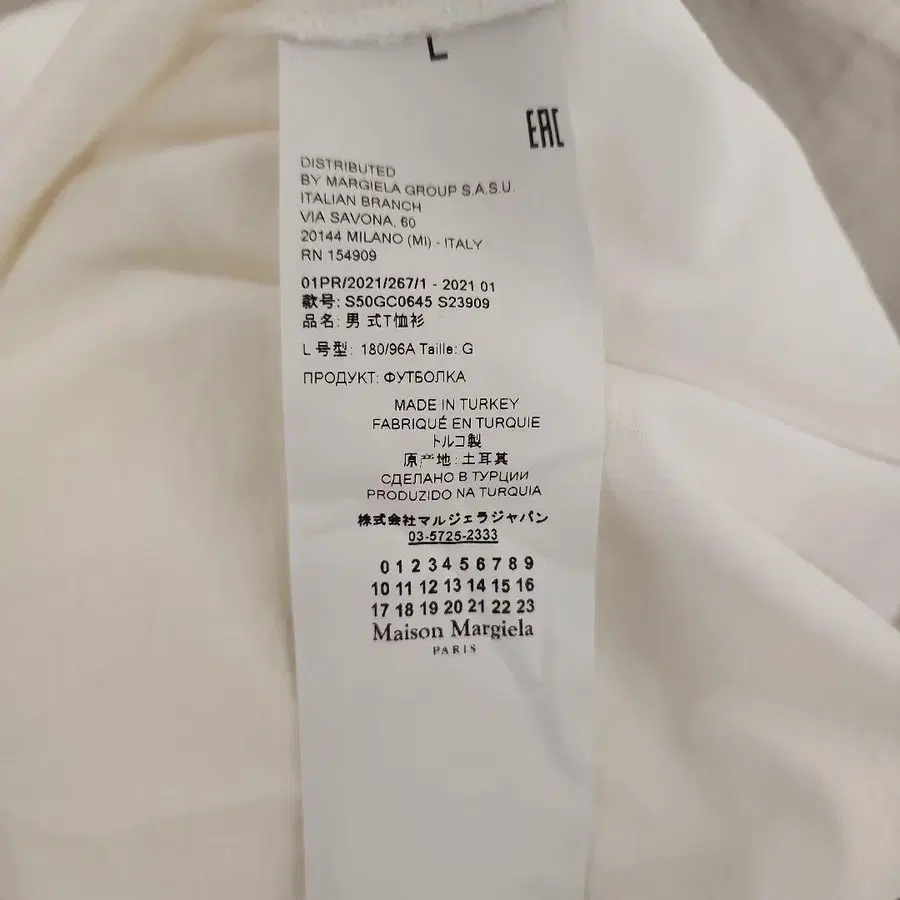 L
EAC
DISTRIBUTED
BY MARGIELA GROUP S.A.S.U.
ITALIAN BRANCH
VIA SAVONA, 60
20144 MILANO (MI) - ITALY
RN 154909
01PR/2021/267/1 - 2021 01
款号: S50GC0645 S23909
品名: 男 式T恤衫
L 号型: 180/96A Taille: G
ПРОДУКТ: ФУТБОЛКА
MADE IN TURKEY
FABRIQUÉ EN TURQUIE
トルコ製
原产地: 土耳其
СДЕЛАНО В ТУРЦИИ
PRODUZIDO NA TURQUIA
株式会社マルジェラジャパン
03-5725-2333
0 1 2 3 4 5 6 7 8 9
10 11 12 13 14 15 16
17 18 19 20 21 22 23
Maison Margiela
PARIS